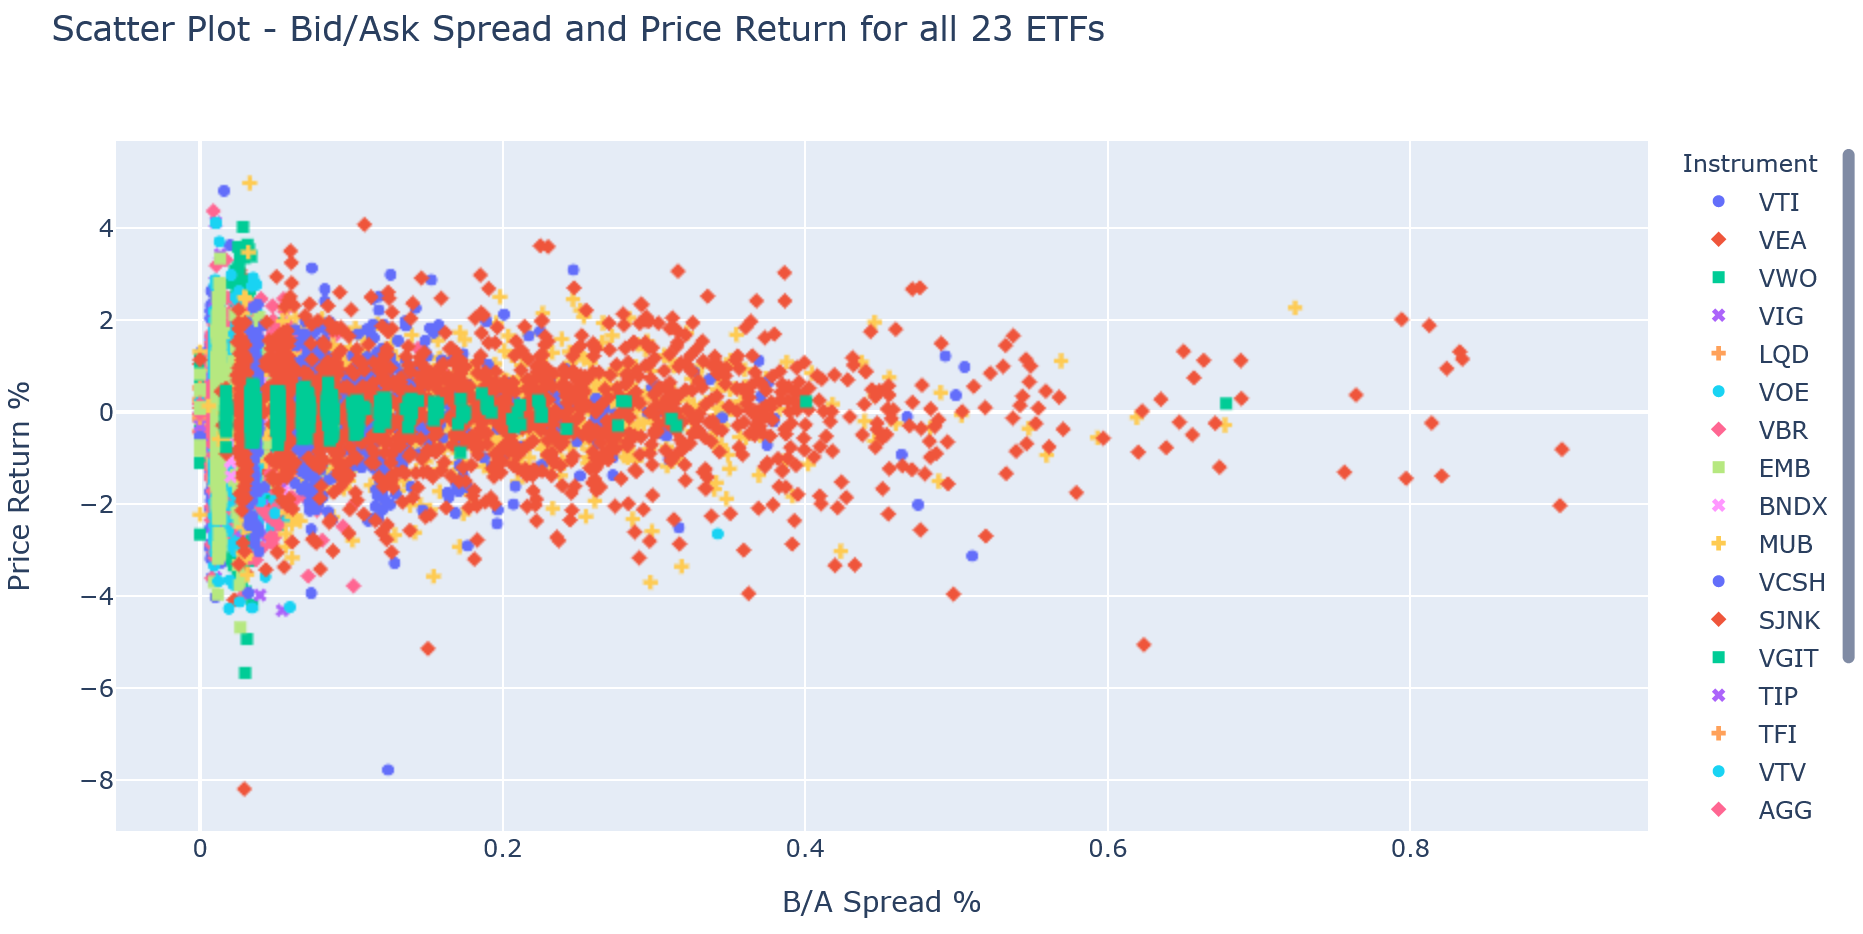 Scatter Plot - Bid/Ask Spread and Price Return for all 23 ETFs
Price Return %
4
2
0
−2
−4
−6
−8
0
0.2
0.4
0.6
0.8
B/A Spread %
Instrument
VTI
VEA
VWO
VIG
LQD
VOE
VBR
EMB
BNDX
MUB
VCSH
SJNK
VGIT
TIP
TFI
VTV
AGG